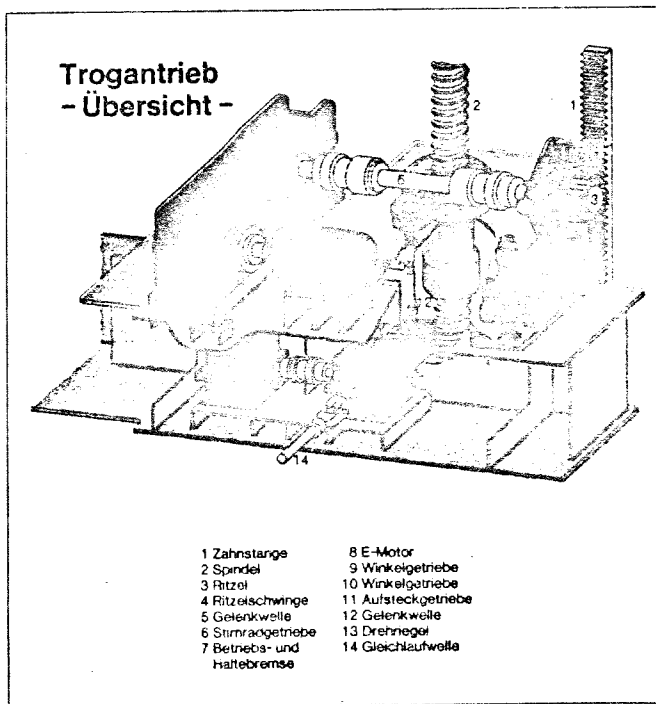 Trogantrieb
- Übersicht -
2
1
6
3
14
1 Zahnstange
2 Spindel
3 Ritzel
4 Ritzelschwinge
5 Gelenkwelle
6 Stirnradgetriebe
7 Betriebs- und
Haltebremse
8 E-Motor
9 Winkelgetriebe
10 Winkelgetriebe
11 Aufsteckgetriebe
12 Gelenkwelle
13 Drehriegel
14 Gleichlaufwelle